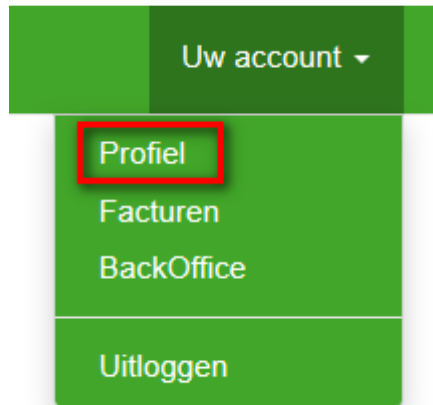 Uw account
Profiel
Facturen
BackOffice
Uitloggen